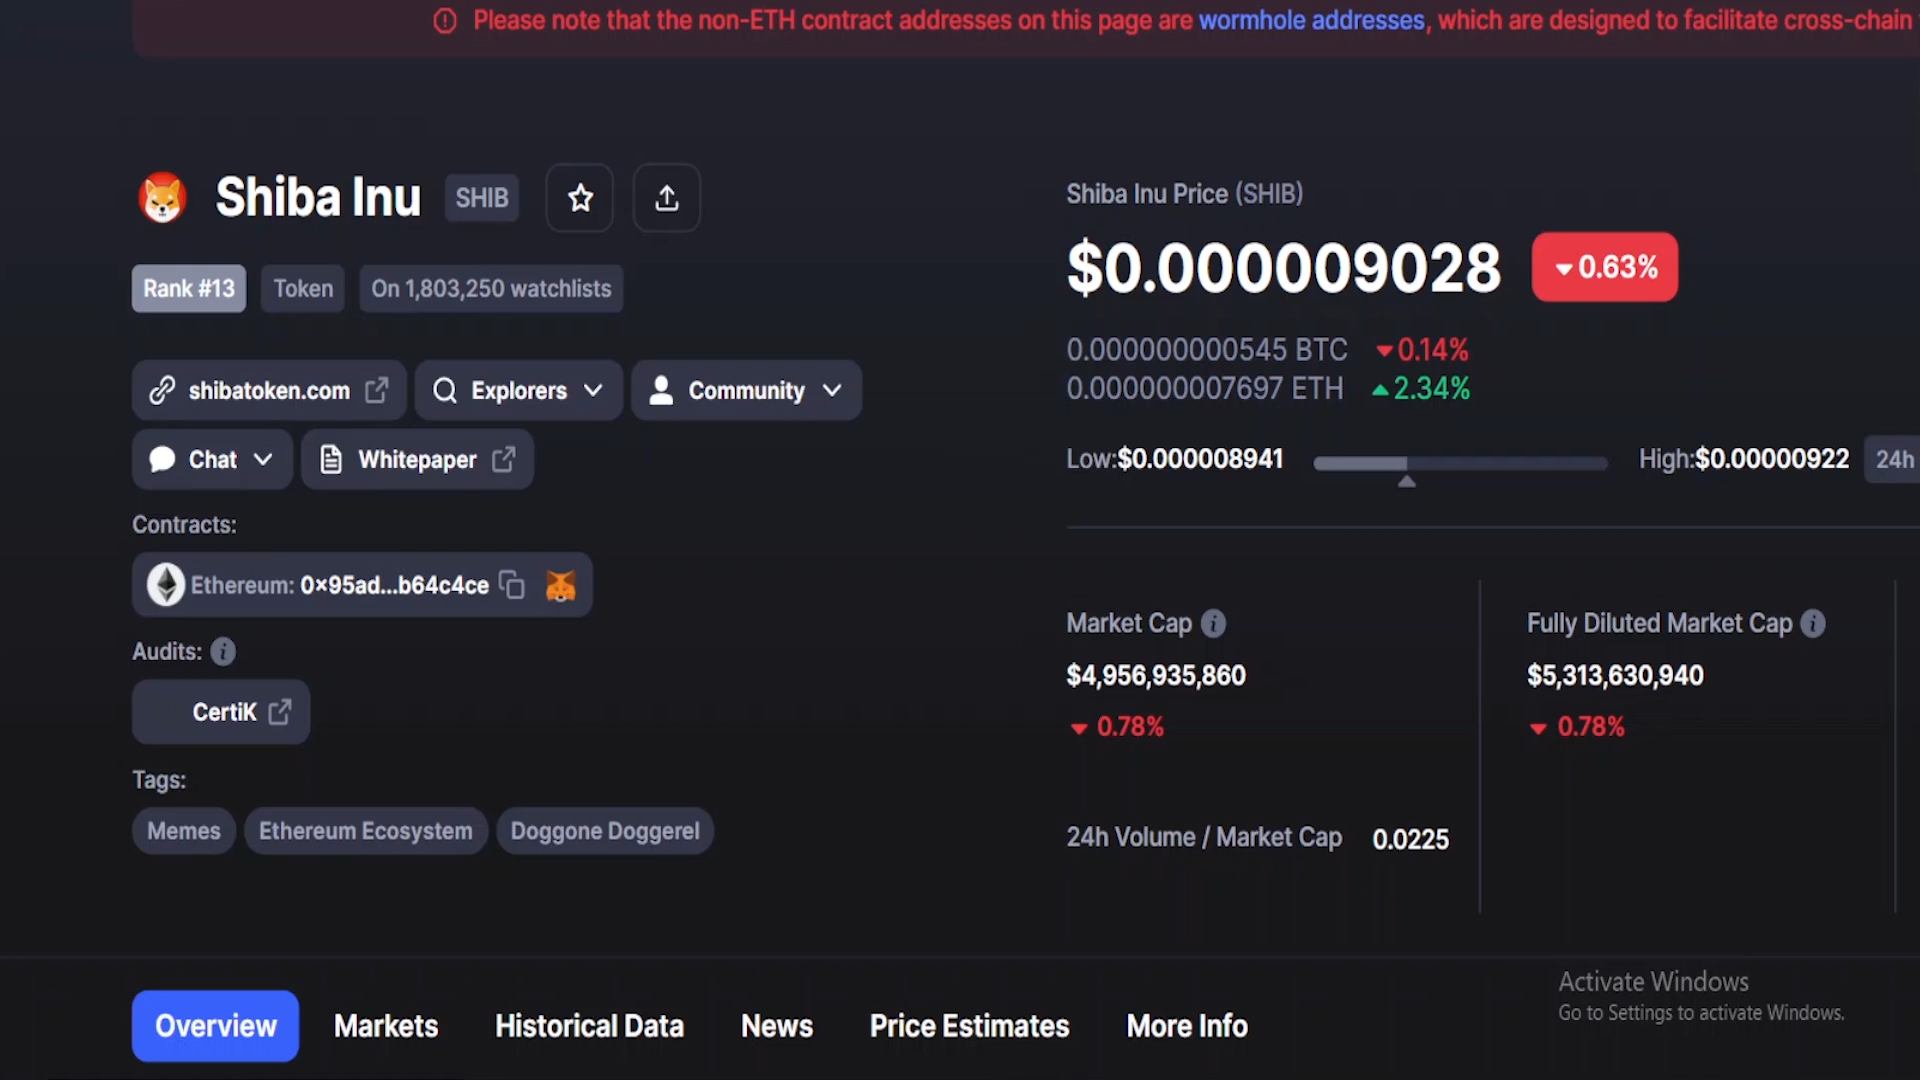 Please note that the non-ETH contract addresses on this page are wormhole addresses, which are designed to facilitate cross-chain
Shiba Inu SHIB
Rank #13 Token On 1,803,250 watchlists
shibatoken.com Explorers Community
Chat Whitepaper
Contracts:
Ethereum: 0x95ad...b64c4ce
Audits:
CertiK
Tags:
Memes Ethereum Ecosystem Doggone Doggerel
Shiba Inu Price (SHIB)
$0.000009028 0.63%
0.000000000545 BTC 0.14%
0.000000007697 ETH 2.34%
Low:$0.000008941 High:$0.00000922 24h
Market Cap
$4,956,935,860
0.78%
24h Volume / Market Cap 0.0225
Fully Diluted Market Cap
$5,313,630,940
0.78%
Activate Windows
Go to Settings to activate Windows.
Overview Markets Historical Data News Price Estimates More Info